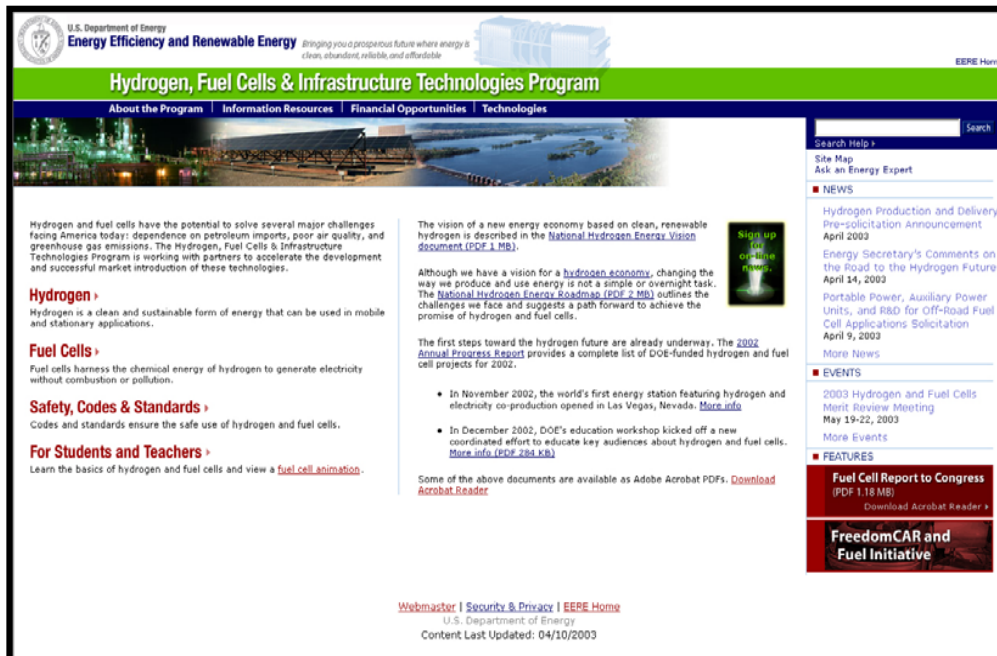 U.S. Department of Energy
Energy Efficiency and Renewable Energy
Bringing you a prosperous future where energy is
clean, abundant, reliable, and affordable
EERE Hom
Hydrogen, Fuel Cells & Infrastructure Technologies Program
About the Program | Information Resources | Financial Opportunities | Technologies
Search
Search Help
Site Map
Ask an Energy Expert
Hydrogen and fuel cells have the potential to solve several major challenges
facing America today: dependence on petroleum imports, poor air quality, and
greenhouse gas emissions. The Hydrogen, Fuel Cells & Infrastructure
Technologies Program is working with partners to accelerate the development
and successful market introduction of these technologies.
Hydrogen
Hydrogen is a clean and sustainable form of energy that can be used in mobile
and stationary applications.
Fuel Cells
Fuel cells harness the chemical energy of hydrogen to generate electricity
without combustion or pollution.
Safety, Codes & Standards
Codes and standards ensure the safe use of hydrogen and fuel cells.
For Students and Teachers
Learn the basics of hydrogen and fuel cells and view a fuel cell animation.
The vision of a new energy economy based on clean, renewable
hydrogen is described in the National Hydrogen Energy Vision
document (PDF 1 MB).
Although we have a vision for a hydrogen economy, changing the
way we produce and use energy is not a simple or overnight task.
The National Hydrogen Energy Roadmap (PDF 2 MB) outlines the
challenges we face and suggests a path forward to achieve the
promise of hydrogen and fuel cells.
The first steps toward the hydrogen future are already underway. The 2002
Annual Progress Report provides a complete list of DOE-funded hydrogen and fuel
cell projects for 2002.
• In November 2002, the world's first energy station featuring hydrogen and
electricity co-production opened in Las Vegas, Nevada. More info
• In December 2002, DOE's education workshop kicked off a new
coordinated effort to educate key audiences about hydrogen and fuel cells.
More info (PDF 284 KB)
Some of the above documents are available as Adobe Acrobat PDFs. Download
Acrobat Reader
Sign up
for
on-line
news.
NEWS
Hydrogen Production and Delivery
Pre-solicitation Announcement
April 2003
Energy Secretary's Comments on
the Road to the Hydrogen Future
April 14, 2003
Portable Power, Auxiliary Power
Units, and R&D for Off-Road Fuel
Cell Applications Solicitation
April 9, 2003
More News
EVENTS
2003 Hydrogen and Fuel Cells
Merit Review Meeting
May 19-22, 2003
More Events
FEATURES
Fuel Cell Report to Congress
(PDF 1.18 MB)
Download Acrobat Reader
FreedomCAR and
Fuel Initiative
Webmaster | Security & Privacy | EERE Home
U.S. Department of Energy
Content Last Updated: 04/10/2003